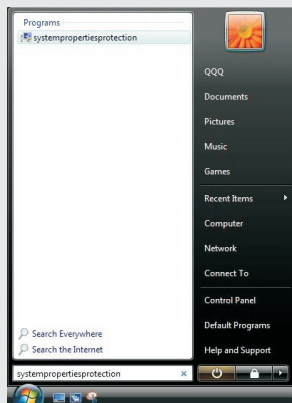 Programs
systempropertiesprotection
QQQ
Documents
Pictures
Music
Games
Recent Items
Computer
Network
Connect To
Control Panel
Default Programs
Help and Support
Search Everywhere
Search the Internet
systempropertiesprotection